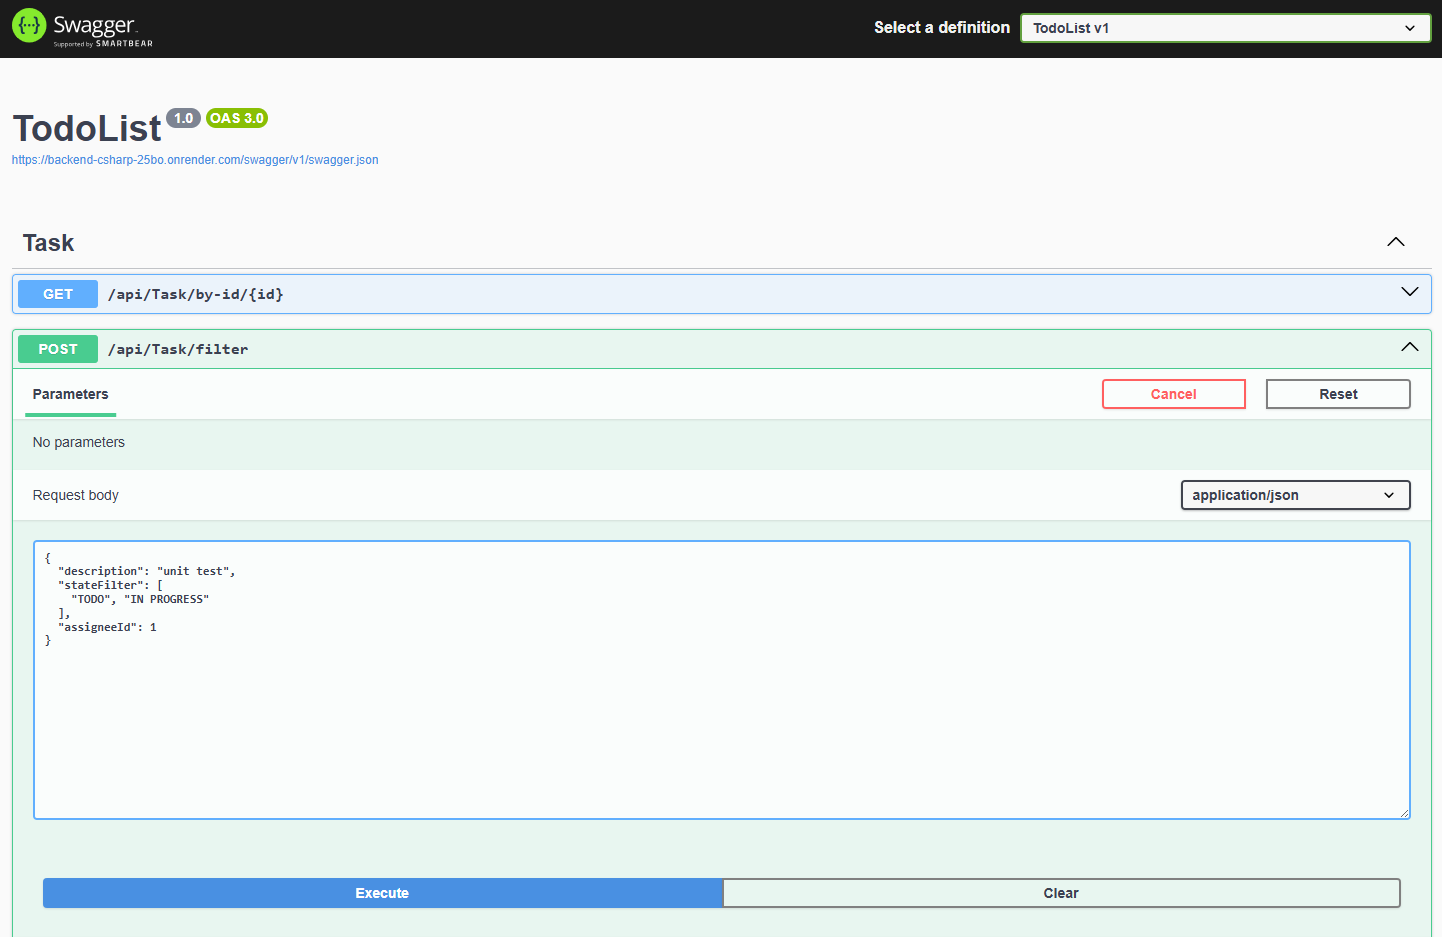 {···} Swagger
Supported by SMARTBEAR
Select a definition
TodoList v1
TodoList 1.0 OAS 3.0
https://backend-csharp-25bo.onrender.com/swagger/v1/swagger.json
Task
GET /api/Task/by-id/{id}
POST /api/Task/filter
Parameters
Cancel
Reset
No parameters
Request body
application/json
{
  "description": "unit test",
  "stateFilter": [
    "TODO", "IN PROGRESS"
  ],
  "assigneeId": 1
}
Execute
Clear